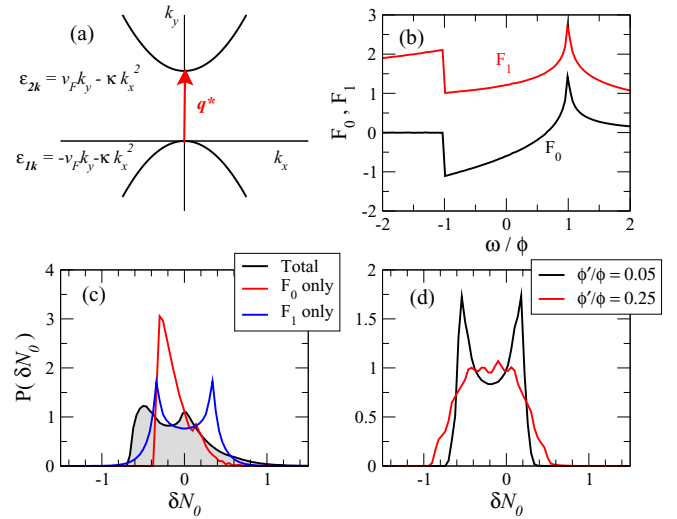 (a)
k_y
ε_2k = v_F k_y - κ k_x^2
q*
ε_1k = -v_F k_y - κ k_x^2
k_x
(b)
F_0 , F_1
3
2
1
0
-1
-2
F_1
F_0
-2 -1 0 1 2
ω / ϕ
(c)
P( δN_0 )
4
3
2
1
0
Total
F_0 only
F_1 only
-1 0 1
δN_0
(d)
2
1.5
1
0.5
0
ϕ′/ϕ = 0.05
ϕ′/ϕ = 0.25
-1 0 1
δN_0